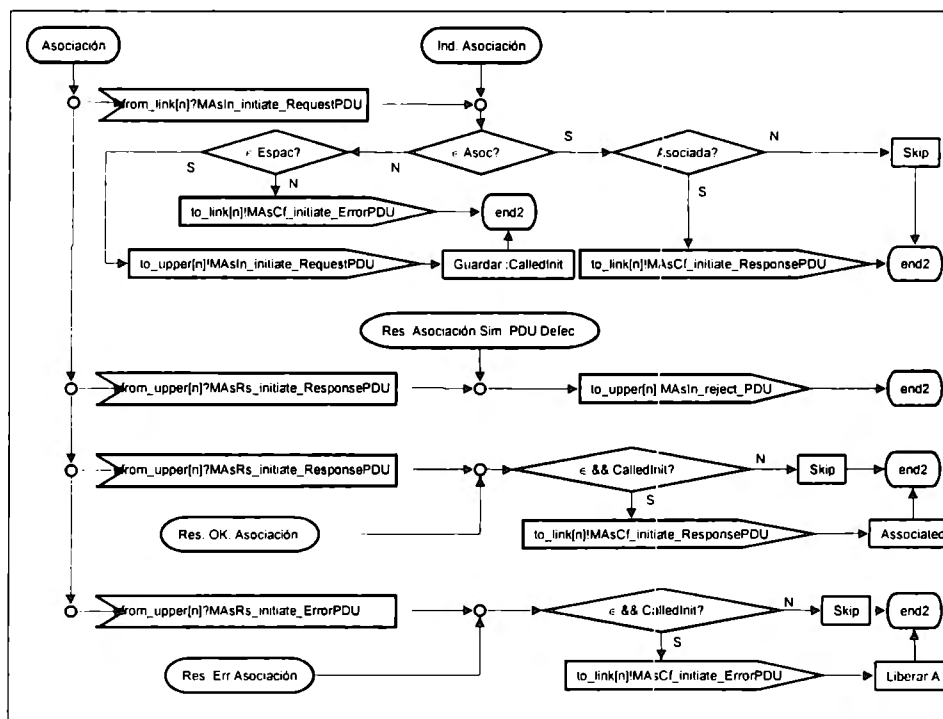 Asociación
Ind. Asociación
from_link[n]?MAsIn_initiate_RequestPDU
S
ϵ Espac?
N
ϵ Asoc?
S
Asociada?
N
Skip
N
S
to_link[n]!MAsCf_initiate_ErrorPDU
end2
to_upper[n]!MAsIn_initiate_RequestPDU
Guardar :CalledInit
to_link[n]!MAsCf_initiate_ResponsePDU
end2
Res. Asociación Sim. PDU Defec
from_upper[n]?MAsRs_initiate_ResponsePDU
to_upper[n] MAsIn_reject_PDU
end2
from_upper[n]?MAsRs_initiate_ResponsePDU
ϵ && CalledInit?
N
Skip
end2
S
Res. OK. Asociación
to_link[n]!MAsCf_initiate_ResponsePDU
Associated
from_upper[n]?MAsRs_initiate_ErrorPDU
ϵ && CalledInit?
N
Skip
end2
S
Res. Err Asociación
to_link[n]!MAsCf_initiate_ErrorPDU
Liberar A